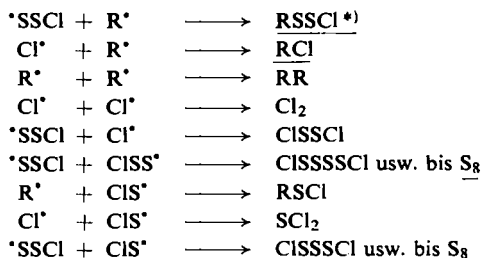 •SSCl + R• ⟶ RSSCl *)
Cl• + R• ⟶ RCl
R• + R• ⟶ RR
Cl• + Cl• ⟶ Cl₂
•SSCl + Cl• ⟶ ClSSCl
•SSCl + ClSS• ⟶ ClSSSSCl usw. bis S₈
R• + ClS• ⟶ RSCl
Cl• + ClS• ⟶ SCl₂
•SSCl + ClS• ⟶ ClSSSCl usw. bis S₈